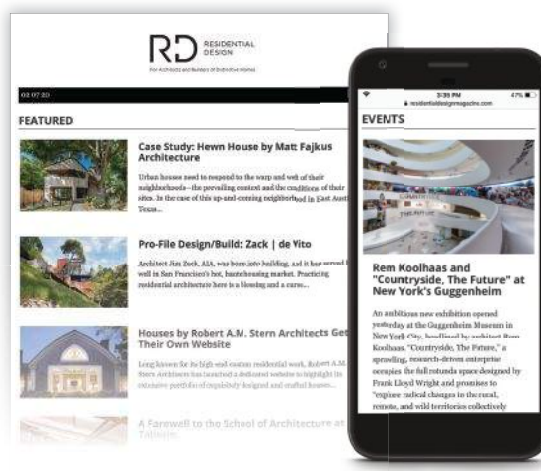 RD RESIDENTIAL
DESIGN
For Architects and Builders of Distinctive Homes
02 07 20
FEATURED
Case Study: Hewn House by Matt Fajkus
Architecture
Urban houses need to respond to the warp and weft of their
neighborhoods—the prevailing context and the conditions of their
sites. In the case of this up-and-coming neighborhood in East Aust
Texas...
Pro-File Design/Build: Zack | de Vito
Architect Jim Zack, AIA, was born into building, and it has served
well in San Francisco's hot, homebuilding market. Practicing
residential architecture here is a blessing and a curse...
Houses by Robert A.M. Stern Architects Get
Their Own Website
Long known for its high-end custom residential work, Robert A.M.
Stern Architects has launched a dedicated website to highlight its
extensive portfolio of exquisitely designed and crafted houses...
A Farewell to the School of Architecture at
Taliesin
3:35 PM
47%
residentialdesignmagazine.com
EVENTS
COUNTRYSIDE
THE FUTURE
Rem Koolhaas and
"Countryside, The Future" at
New York's Guggenheim
An ambitious new exhibition opened
yesterday at the Guggenheim Museum in
New York City, headlined by architect Rem
Koolhaas. "Countryside, The Future," a
sprawling, research-driven enterprise
occupies the full rotunda space designed by
Frank Lloyd Wright and promises to
"explore radical changes in the rural,
remote, and wild territories collectively